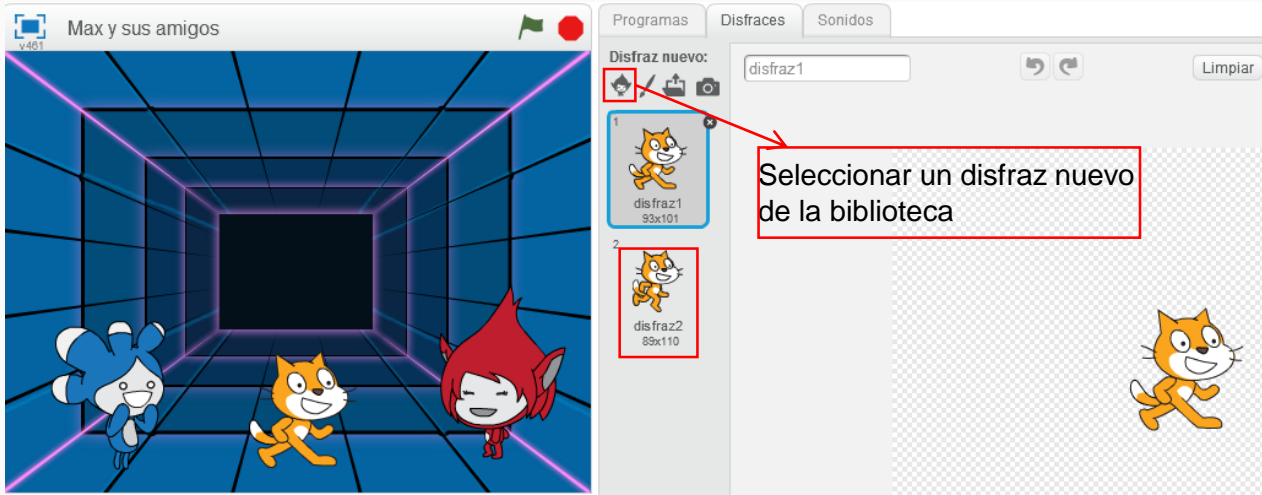 Max y sus amigos
v461
Programas
Disfraces
Sonidos
Disfraz nuevo:
disfraz1
Limpiar
1
disfraz1
93x101
Seleccionar un disfraz nuevo
de la biblioteca
2
disfraz2
89x110